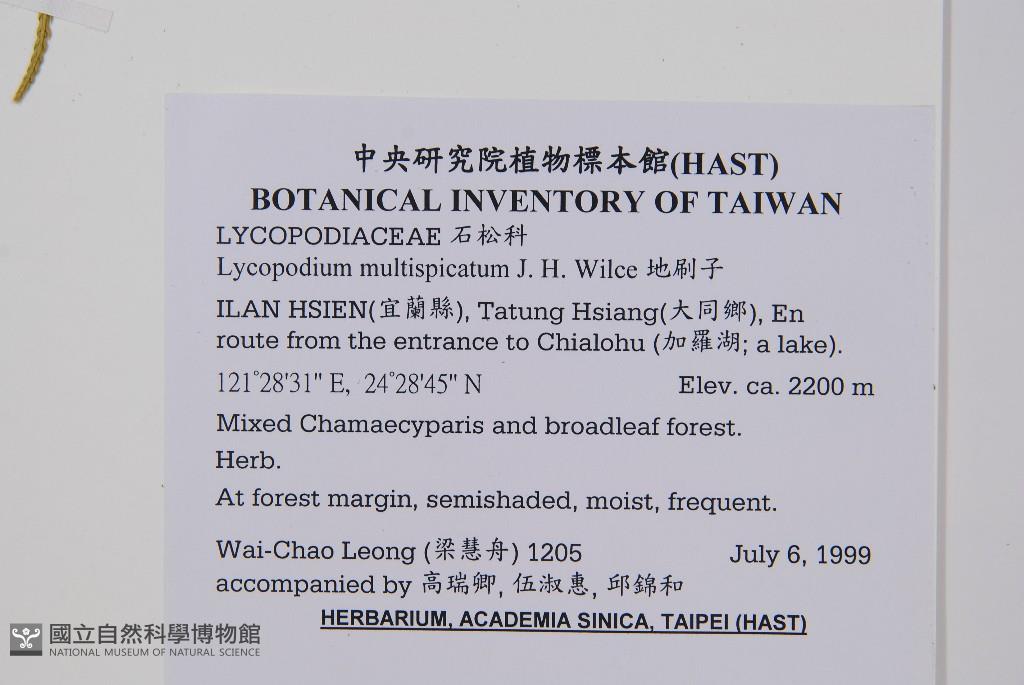 中央研究院植物標本館(HAST)
BOTANICAL INVENTORY OF TAIWAN
LYCOPODIACEAE 石松科
Lycopodium multispicatum J. H. Wilce 地刷子
ILAN HSIEN(宜蘭縣), Tatung Hsiang(大同鄉), En
route from the entrance to Chialohu (加羅湖; a lake).
121°28'31" E, 24°28'45" N Elev. ca. 2200 m
Mixed Chamaecyparis and broadleaf forest.
Herb.
At forest margin, semishaded, moist, frequent.
Wai-Chao Leong (梁慧舟) 1205 July 6, 1999
accompanied by 高瑞卿, 伍淑惠, 邱錦和
HERBARIUM, ACADEMIA SINICA, TAIPEI (HAST)
國立自然科學博物館
NATIONAL MUSEUM OF NATURAL SCIENCE